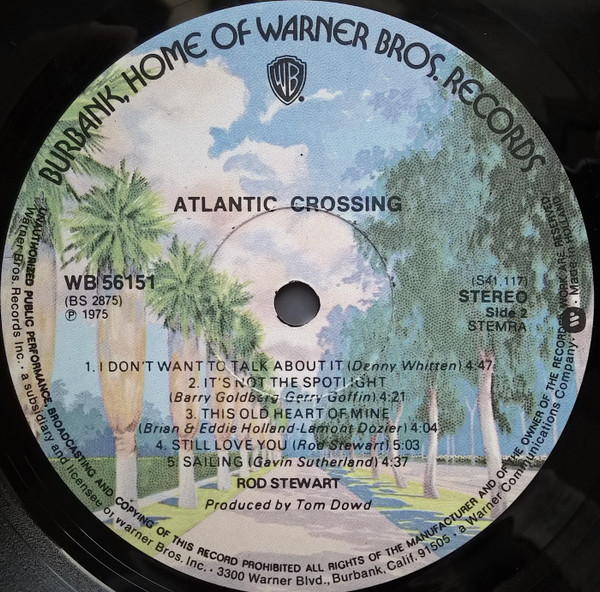 BURBANK, HOME OF WARNER BROS. RECORDS
WB
ATLANTIC CROSSING
WB 56151
(BS 2875)
℗ 1975
(S41.117)
STEREO
Side 2
STEMRA
1. I DON'T WANT TO TALK ABOUT IT (Danny Whitten) 4:47
2. IT'S NOT THE SPOTLIGHT
(Barry Goldberg Gerry Goffin) 4:21
3. THIS OLD HEART OF MINE
(Brian & Eddie Holland-Lamont Dozier) 4:04
4. STILL LOVE YOU (Rod Stewart) 5:03
5. SAILING (Gavin Sutherland) 4:37
ROD STEWART
Produced by Tom Dowd
UNAUTHORIZED PUBLIC PERFORMANCE, BROADCASTING AND COPYING OF THIS RECORD PROHIBITED ALL RIGHTS OF THE MANUFACTURER AND OF THE OWNER OF THE RECORDED WORK ARE RESERVED
Warner Bros. Records Inc. · a subsidiary and licensee of Warner Bros. Inc. · 3300 Warner Blvd., Burbank, Calif. 91505 · a Warner Communications Company · Made in Holland